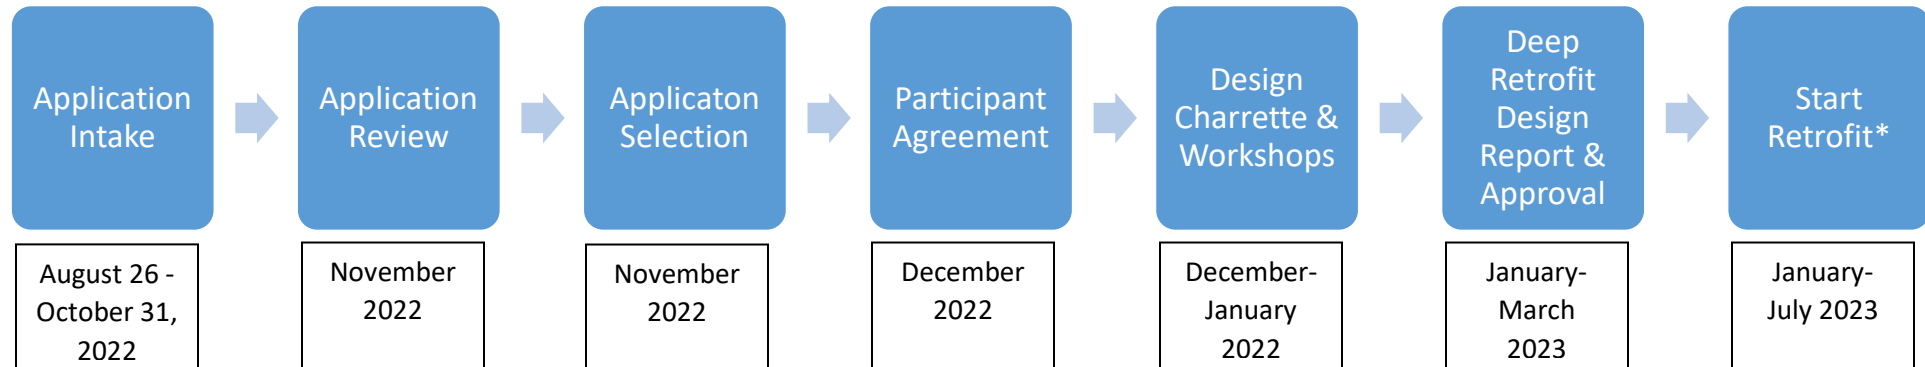 Application
Intake
Application
Review
Applicaton
Selection
Participant
Agreement
Design
Charrette &
Workshops
Deep
Retrofit
Design
Report &
Approval
Start
Retrofit*
August 26 -
October 31,
2022
November
2022
November
2022
December
2022
December-
January
2022
January-
March
2023
January-
July 2023